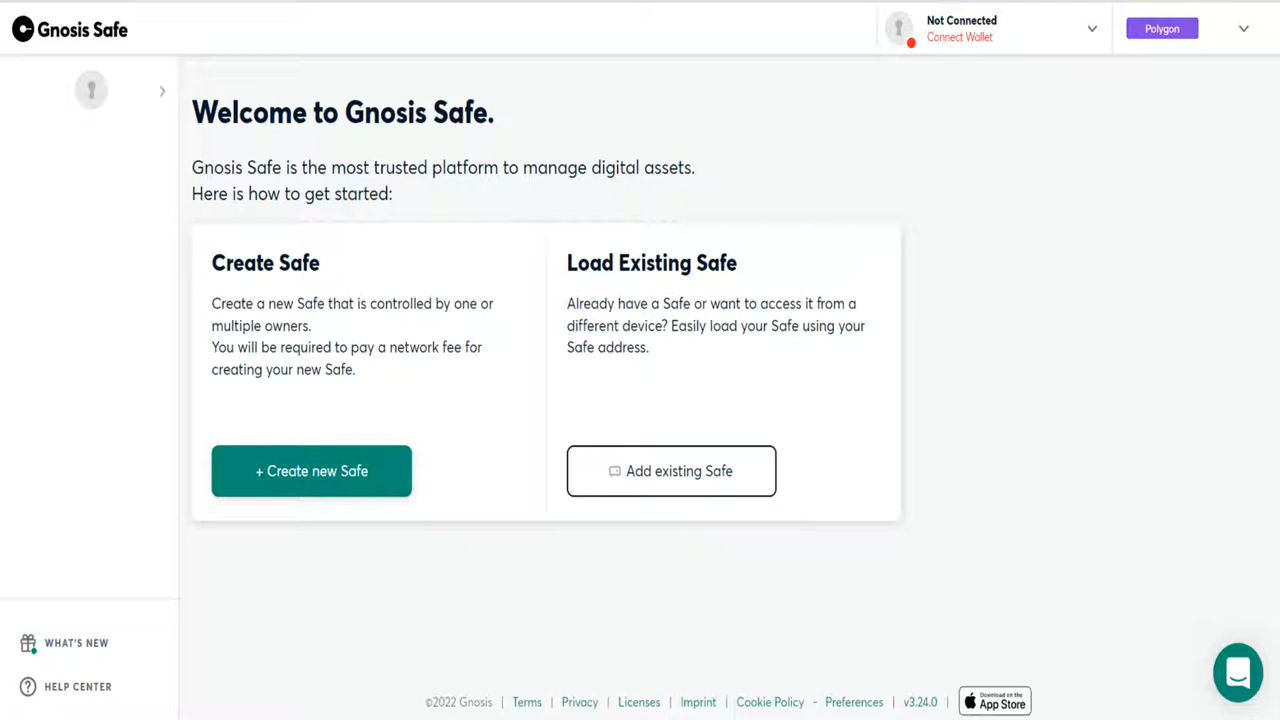 Gnosis Safe
Not Connected
Connect Wallet
Polygon
Welcome to Gnosis Safe.
Gnosis Safe is the most trusted platform to manage digital assets.
Here is how to get started:
Create Safe
Create a new Safe that is controlled by one or
multiple owners.
You will be required to pay a network fee for
creating your new Safe.
+ Create new Safe
Load Existing Safe
Already have a Safe or want to access it from a
different device? Easily load your Safe using your
Safe address.
Add existing Safe
WHAT'S NEW
HELP CENTER
©2022 Gnosis | Terms | Privacy | Licenses | Imprint | Cookie Policy - Preferences | v3.24.0 |
Download on the
App Store